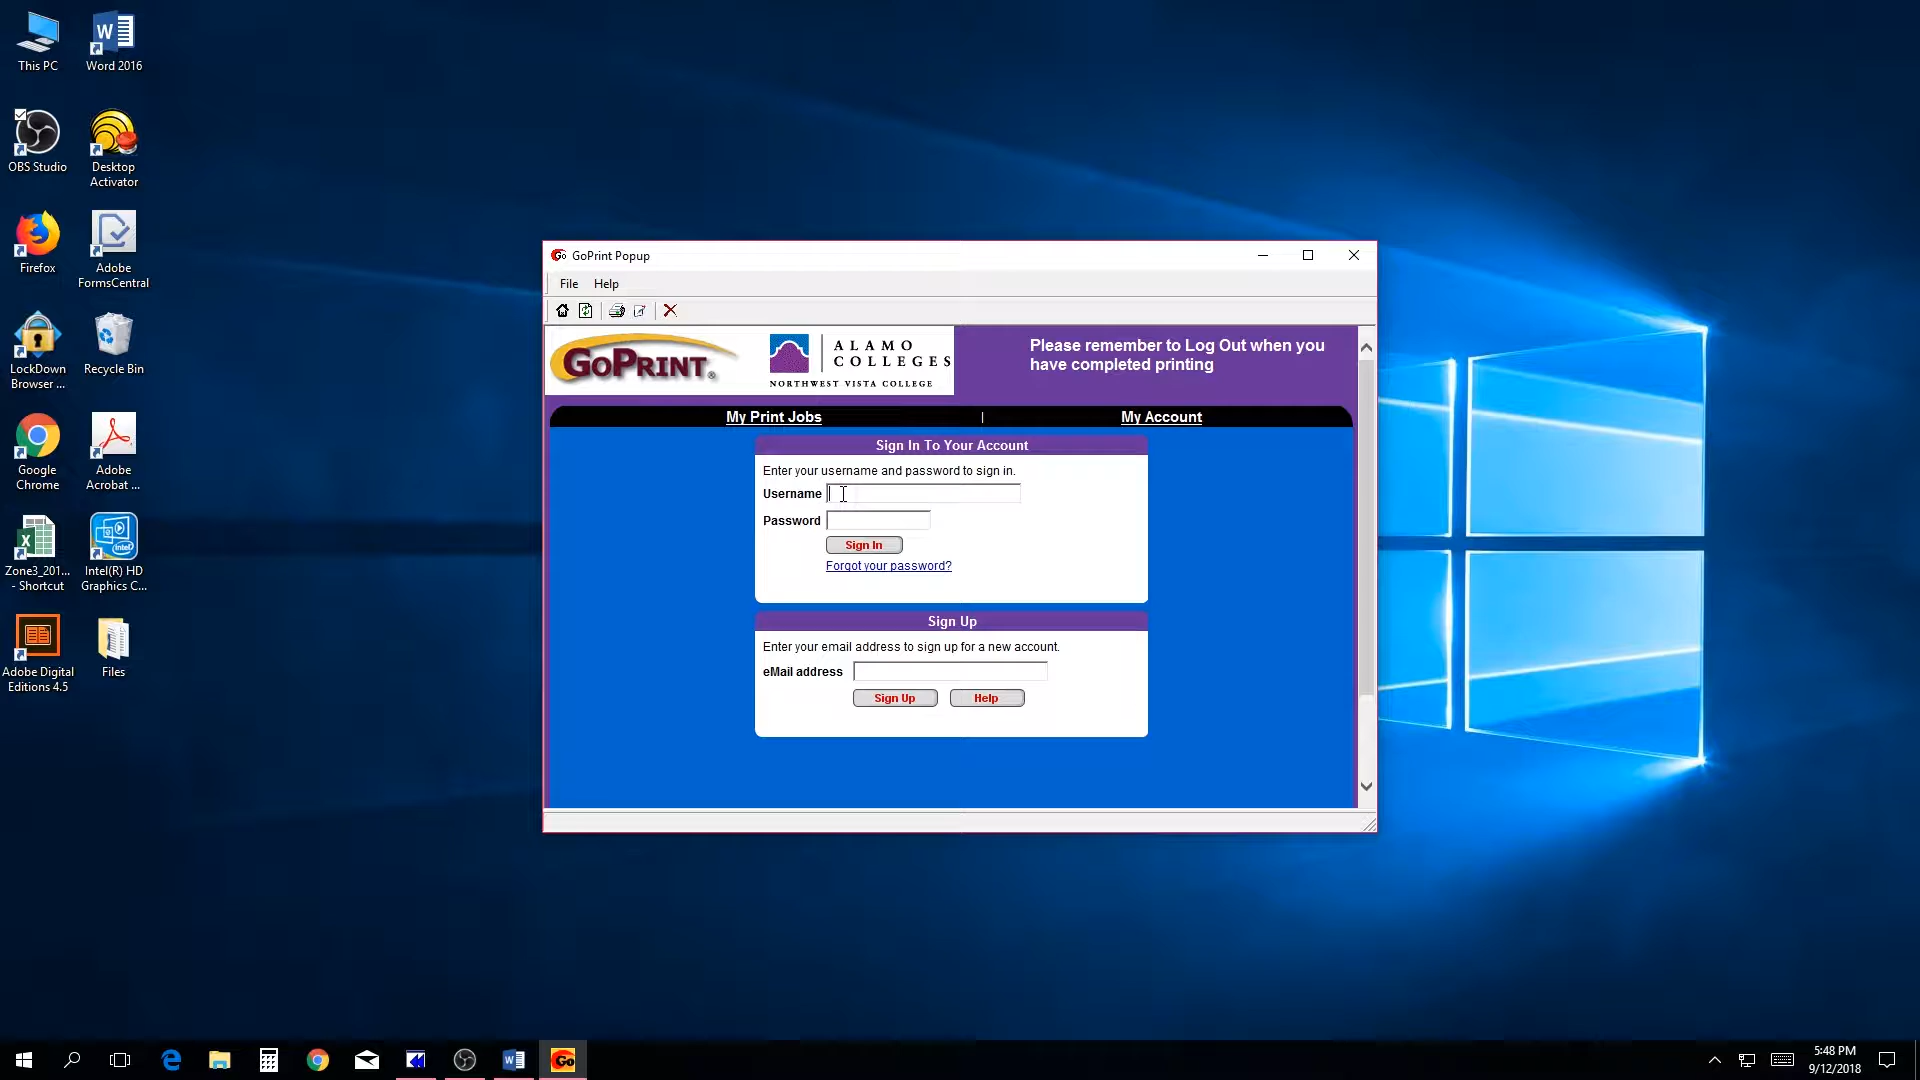 This PC
Word 2016
OBS Studio
Desktop
Activator
Firefox
Adobe
FormsCentral
LockDown
Browser ...
Recycle Bin
Google
Chrome
Adobe
Acrobat ...
Zone3_201...
- Shortcut
Intel(R) HD
Graphics C...
Adobe Digital
Editions 4.5
Files
GoPrint Popup
File Help
GOPRINT®
ALAMO
COLLEGES
NORTHWEST VISTA COLLEGE
Please remember to Log Out when you
have completed printing
My Print Jobs | My Account
Sign In To Your Account
Enter your username and password to sign in.
Username
Password
Sign In
Forgot your password?
Sign Up
Enter your email address to sign up for a new account.
eMail address
Sign Up Help
5:48 PM
9/12/2018